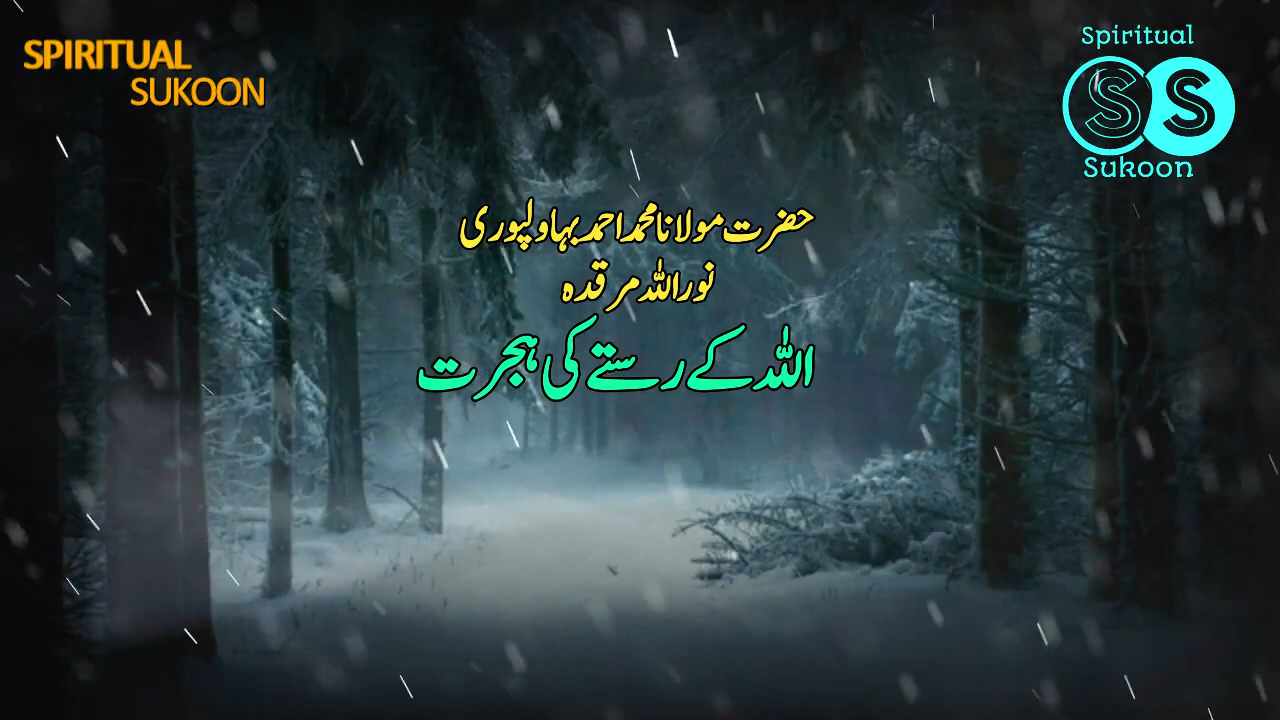 SPIRITUAL
SUKOON
Spiritual
SS
Sukoon
حضرت مولانا محمد احمد بہاولپوری
نور اللہ مرقدہ
اللہ کے رستے کی ہجرت